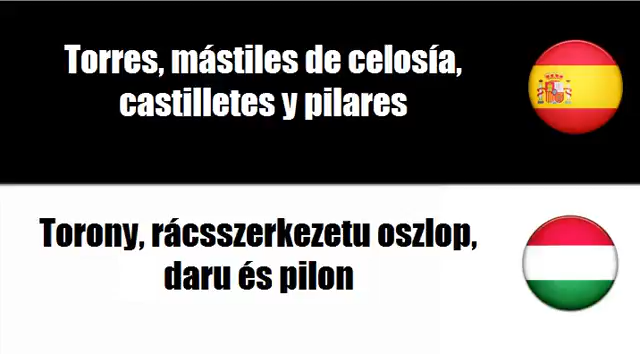 Torres, mástiles de celosía,
castilletes y pilares
Torony, rácsszerkezetu oszlop,
daru és pilon